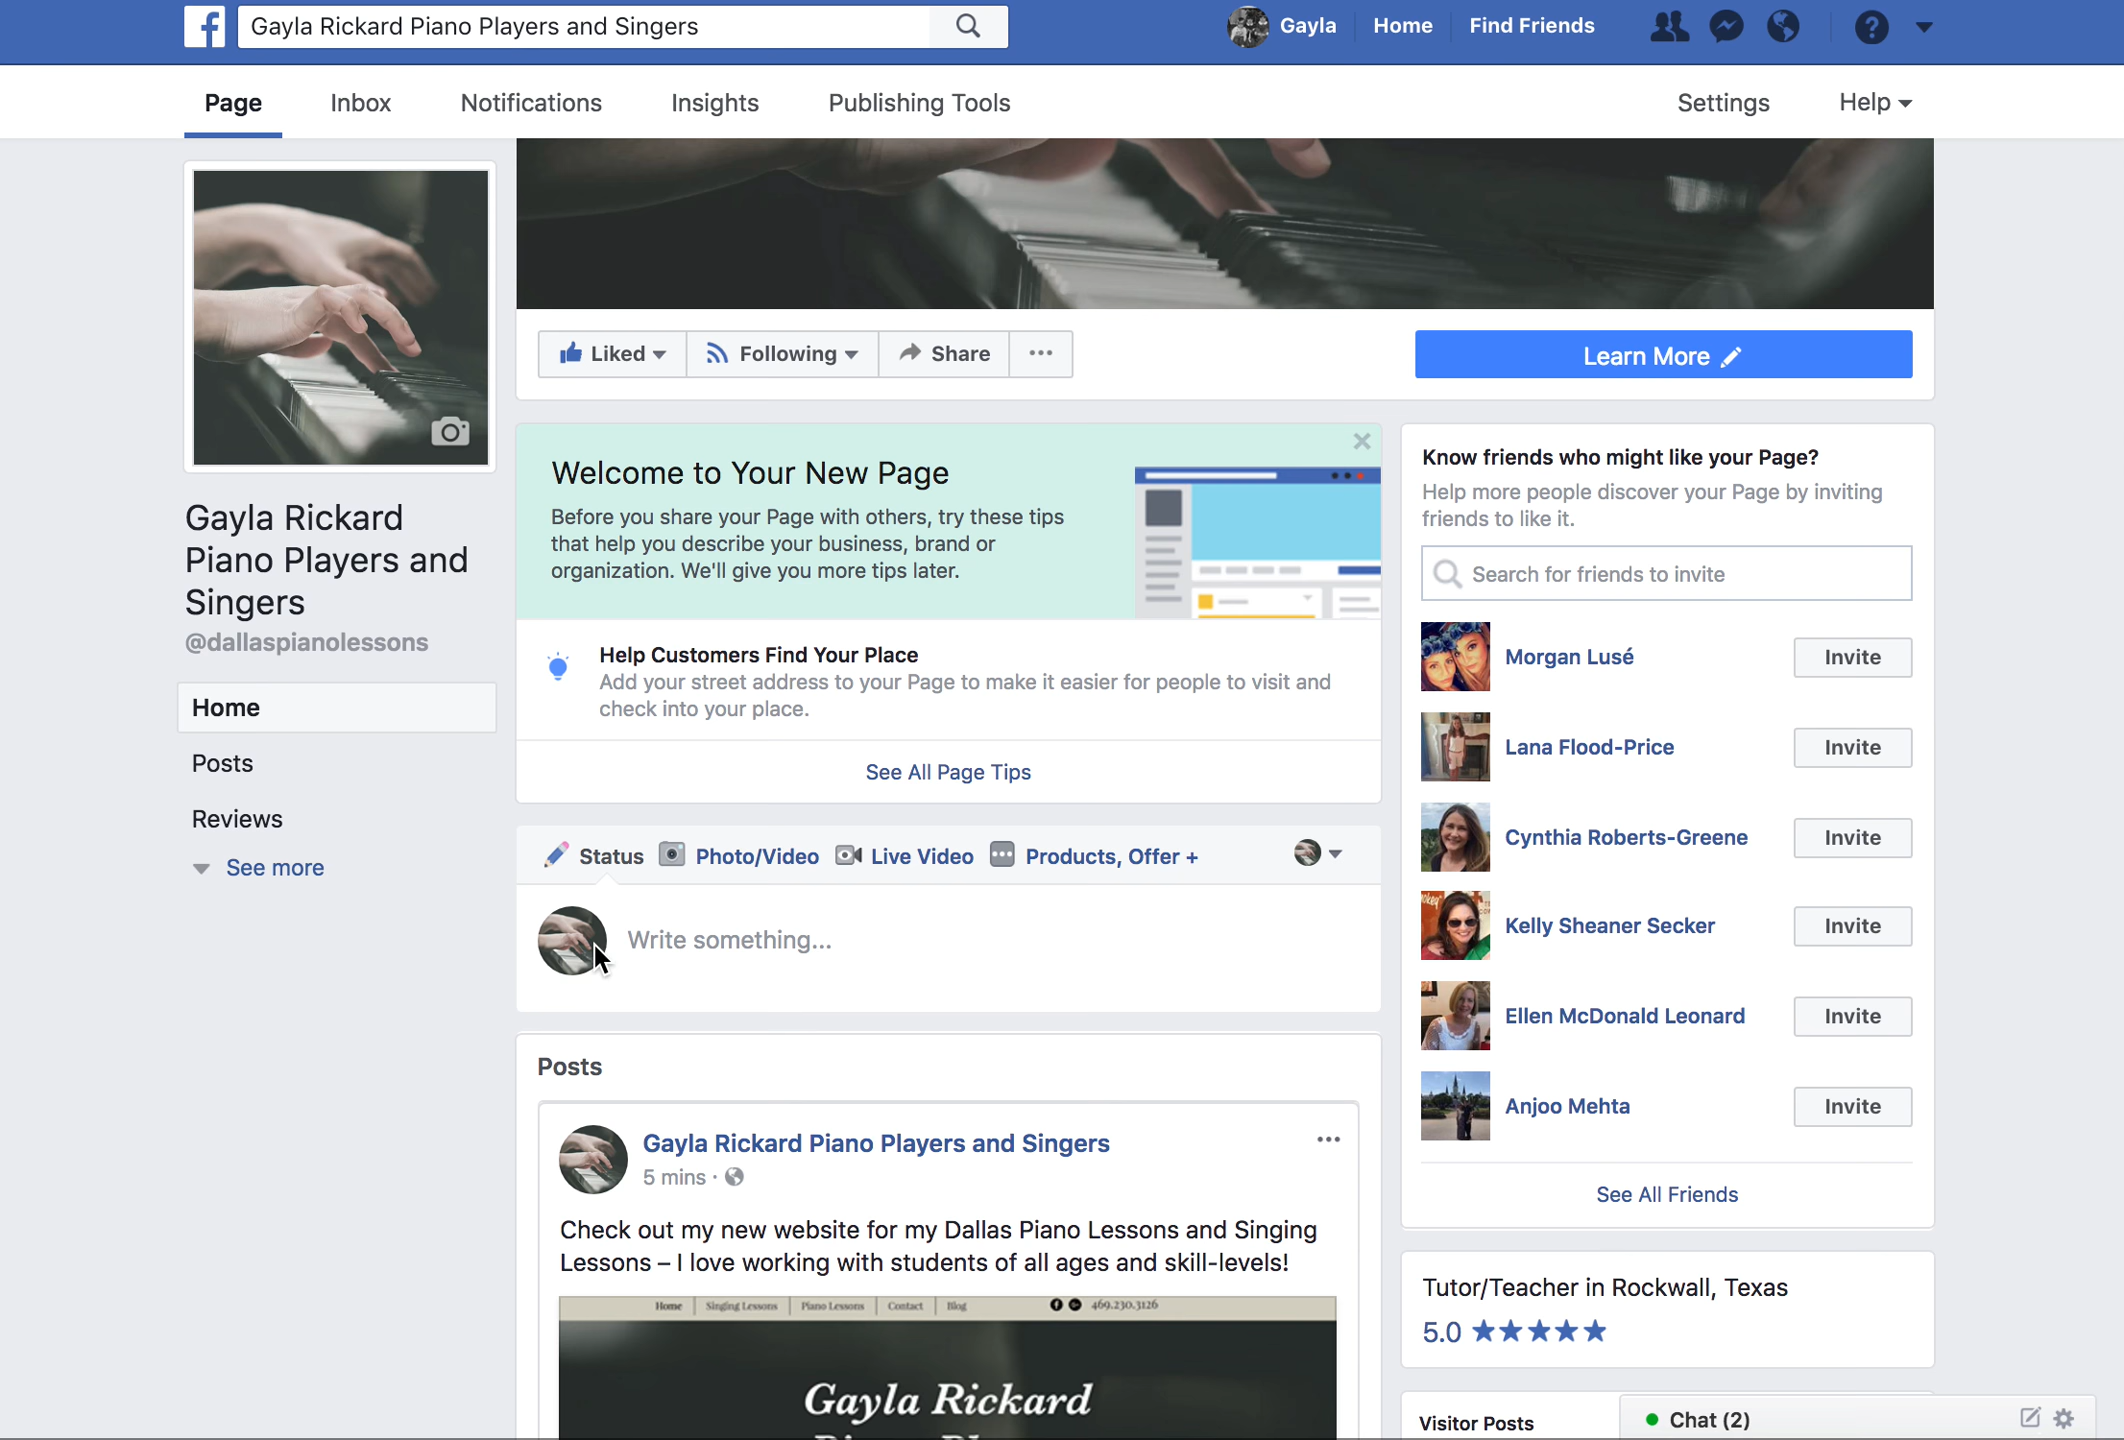 Gayla Rickard Piano Players and Singers
Gayla
Home
Find Friends
Page
Inbox
Notifications
Insights
Publishing Tools
Settings
Help
Gayla Rickard
Piano Players and
Singers
@dallaspianolessons
Home
Posts
Reviews
See more
Liked
Following
Share
Learn More
Welcome to Your New Page
Before you share your Page with others, try these tips
that help you describe your business, brand or
organization. We'll give you more tips later.
Help Customers Find Your Place
Add your street address to your Page to make it easier for people to visit and
check into your place.
See All Page Tips
Status
Photo/Video
Live Video
Products, Offer +
Write something...
Posts
Gayla Rickard Piano Players and Singers
5 mins ·
Check out my new website for my Dallas Piano Lessons and Singing
Lessons – I love working with students of all ages and skill-levels!
Home
Singing Lessons
Piano Lessons
Contact
Blog
469.230.3126
Gayla Rickard
Know friends who might like your Page?
Help more people discover your Page by inviting
friends to like it.
Search for friends to invite
Morgan Lusé
Invite
Lana Flood-Price
Invite
Cynthia Roberts-Greene
Invite
Kelly Sheaner Secker
Invite
Ellen McDonald Leonard
Invite
Anjoo Mehta
Invite
See All Friends
Tutor/Teacher in Rockwall, Texas
5.0 ★★★★★
Visitor Posts
Chat (2)